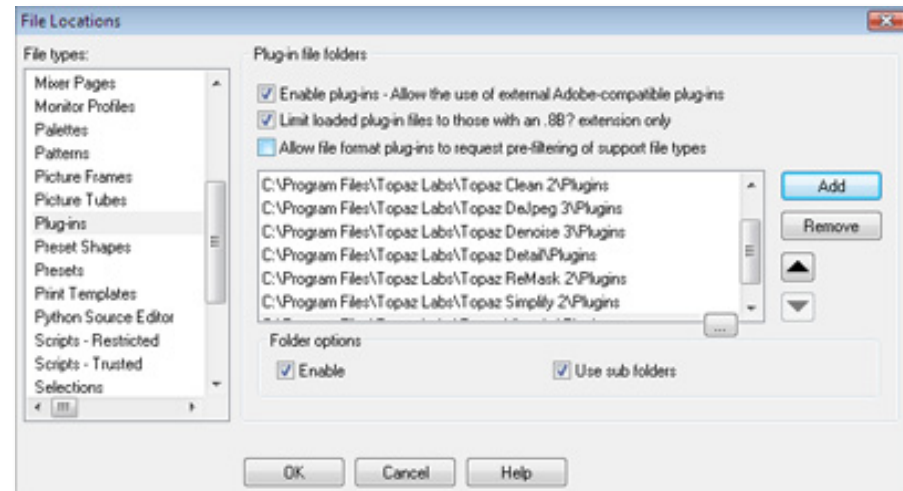 File Locations
File types:
Mixer Pages
Monitor Profiles
Palettes
Patterns
Picture Frames
Picture Tubes
Plug-ins
Preset Shapes
Presets
Print Templates
Python Source Editor
Scripts - Restricted
Scripts - Trusted
Selections
Plug-in file folders
Enable plug-ins - Allow the use of external Adobe-compatible plug-ins
Limit loaded plug-in files to those with an .8B? extension only
Allow file format plug-ins to request pre-filtering of support file types
C:\Program Files\Topaz Labs\Topaz Clean 2\Plugins
C:\Program Files\Topaz Labs\Topaz DeJpeg 3\Plugins
C:\Program Files\Topaz Labs\Topaz Denoise 3\Plugins
C:\Program Files\Topaz Labs\Topaz Detail\Plugins
C:\Program Files\Topaz Labs\Topaz ReMask 2\Plugins
C:\Program Files\Topaz Labs\Topaz Simplify 2\Plugins
...
Add
Remove
Folder options
Enable
Use sub folders
OK
Cancel
Help